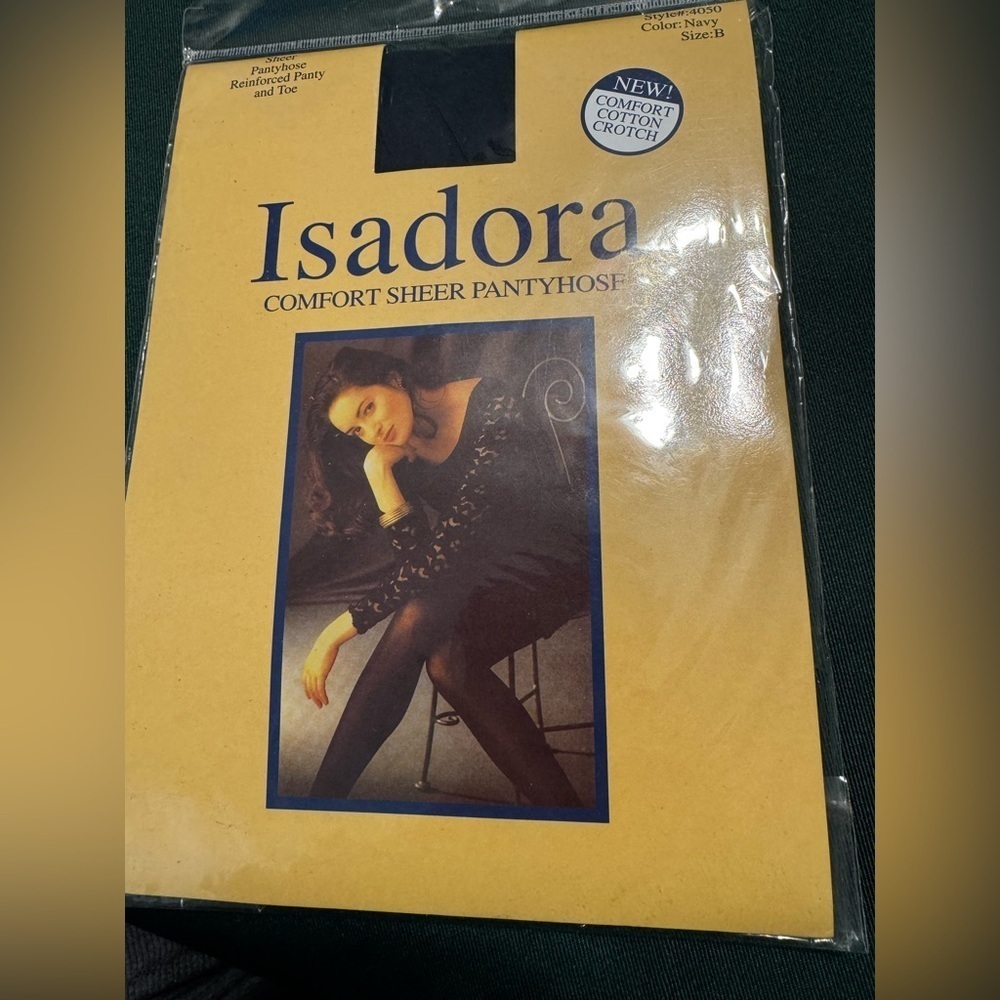 Sheer
Pantyhose
Reinforced Panty
and Toe
Style#:4050
Color: Navy
Size:B
NEW!
COMFORT
COTTON
CROTCH
Isadora
COMFORT SHEER PANTYHOSE